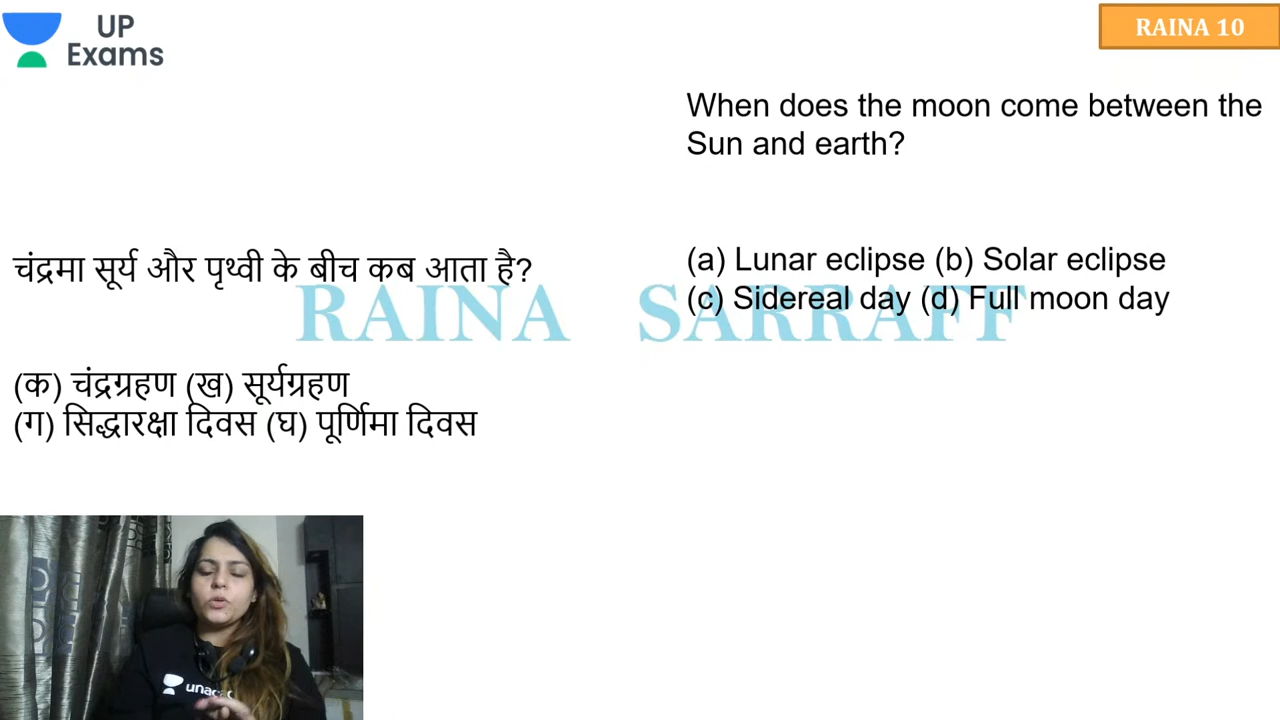 UP
Exams
RAINA 10
When does the moon come between the
Sun and earth?
चंद्रमा सूर्य और पृथ्वी के बीच कब आता है?
(a) Lunar eclipse (b) Solar eclipse
(c) Sidereal day (d) Full moon day
RAINA SARRAFF
(क) चंद्रग्रहण (ख) सूर्यग्रहण
(ग) सिद्धारक्षा दिवस (घ) पूर्णिमा दिवस